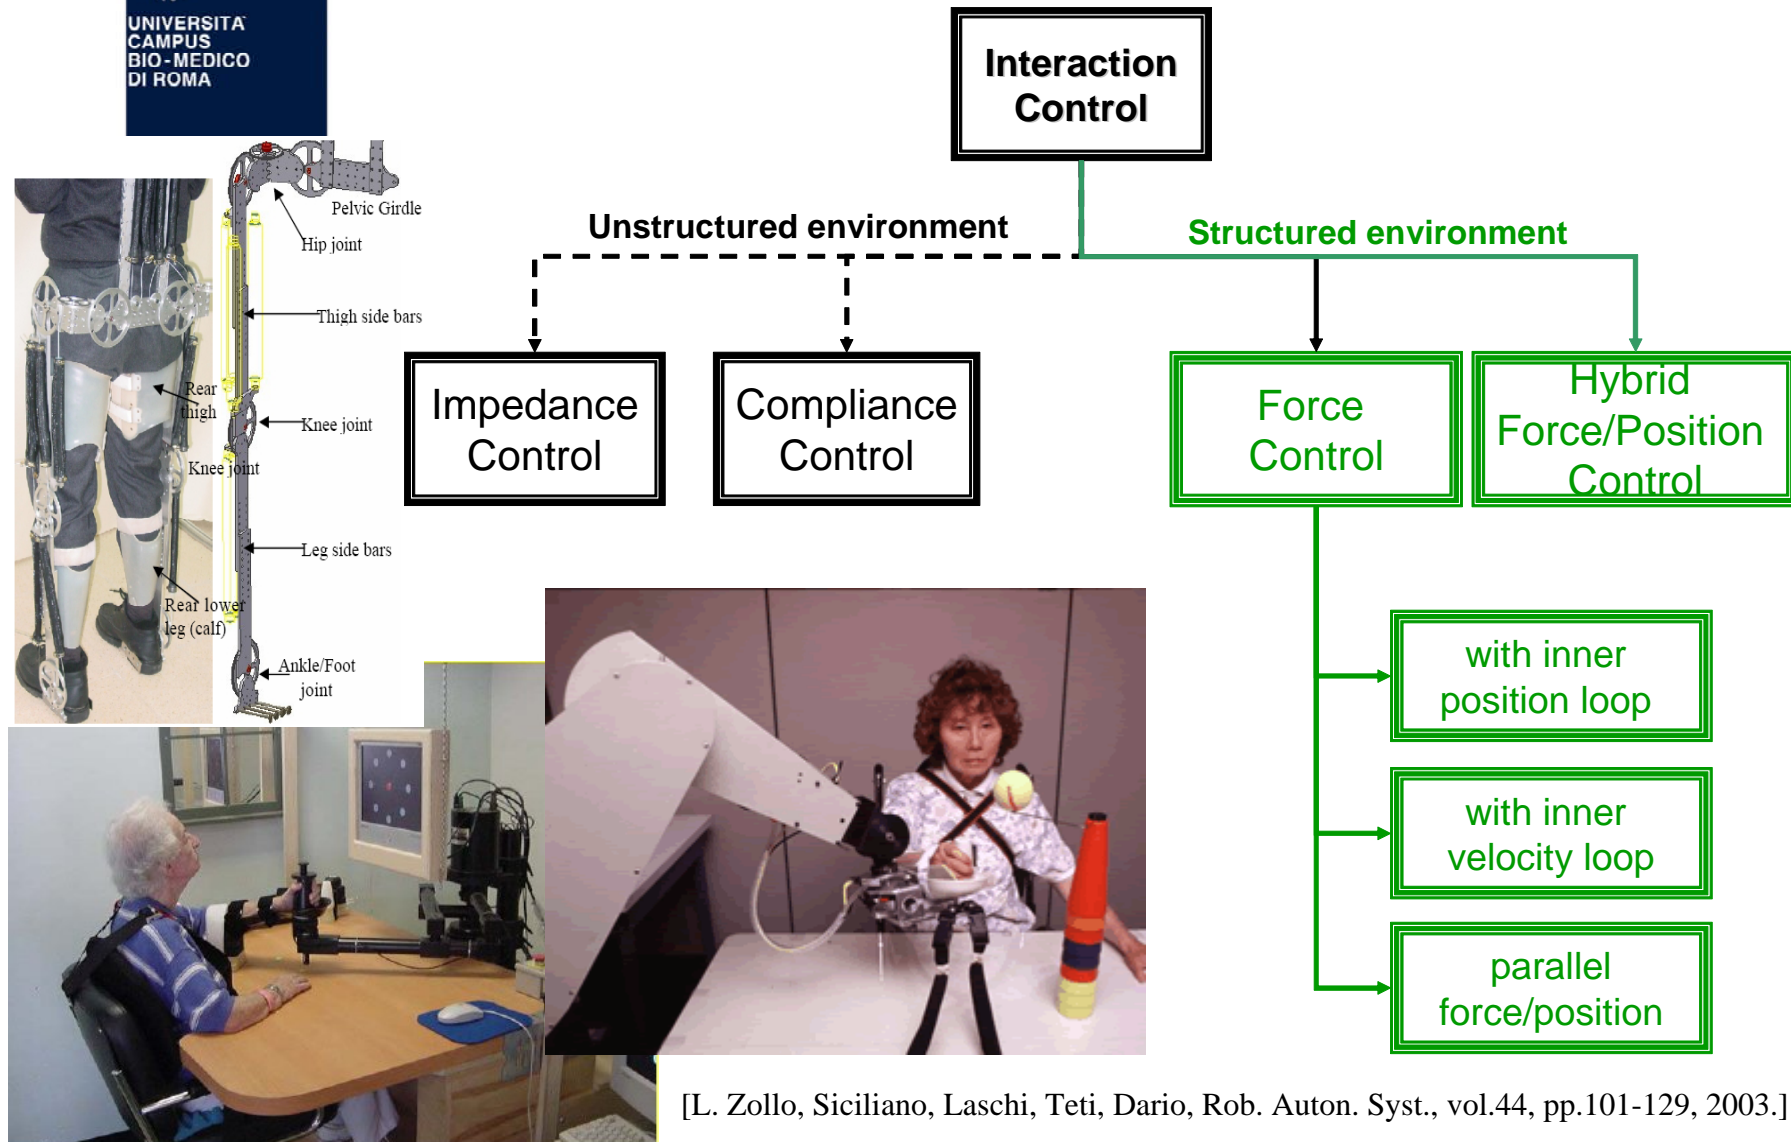 UNIVERSITA'
CAMPUS
BIO-MEDICO
DI ROMA
Interaction
Control
Unstructured environment
Structured environment
Impedance
Control
Compliance
Control
Force
Control
Hybrid
Force/Position
Control
with inner
position loop
with inner
velocity loop
parallel
force/position
Pelvic Girdle
Hip joint
Thigh side bars
Rear
thigh
Knee joint
Knee joint
Leg side bars
Rear lower
leg (calf)
Ankle/Foot
joint
[L. Zollo, Siciliano, Laschi, Teti, Dario, Rob. Auton. Syst., vol.44, pp.101-129, 2003.]